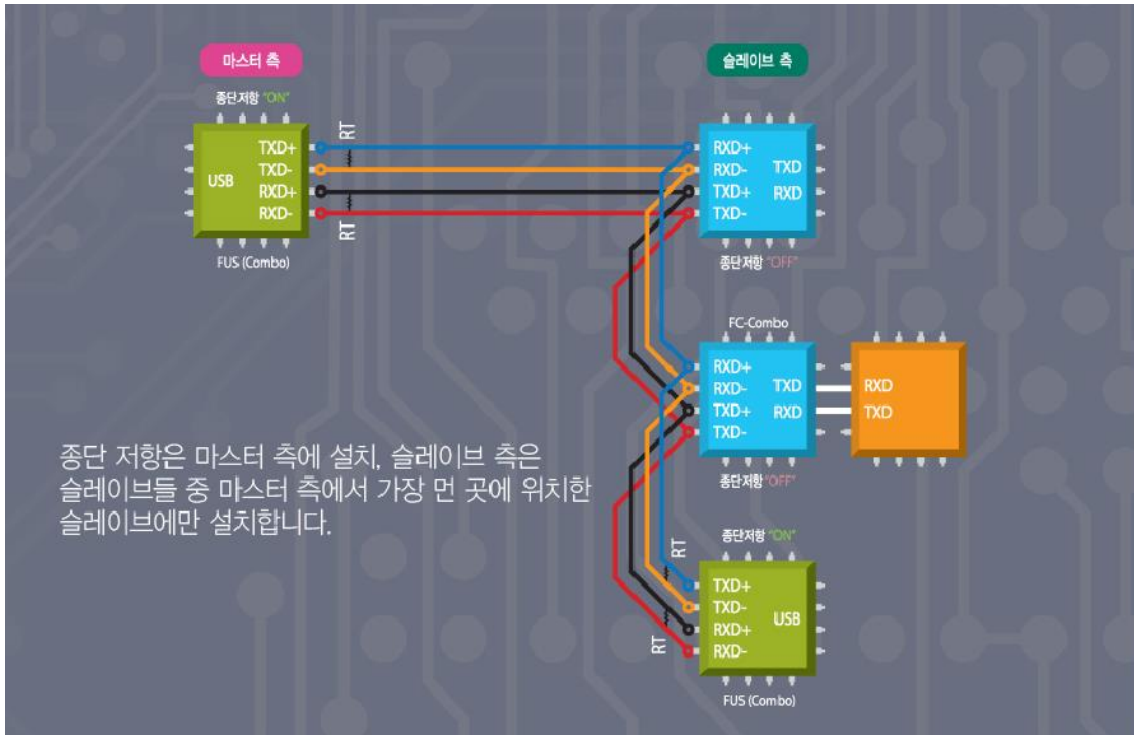 마스터 측
슬레이브 측
종단저항 "ON"
RT
TXD+
TXD-
RXD+
RXD-
USB
RT
FUS (Combo)
RXD+
RXD-
TXD+
TXD-
TXD
RXD
종단저항 "OFF"
FC-Combo
RXD+
RXD-
TXD+
TXD-
TXD
RXD
RXD
TXD
종단저항 "OFF"
종단 저항은 마스터 측에 설치, 슬레이브 측은
슬레이브들 중 마스터 측에서 가장 먼 곳에 위치한
슬레이브에만 설치합니다.
종단저항 "ON"
RT
TXD+
TXD-
RXD+
RXD-
USB
RT
FUS (Combo)